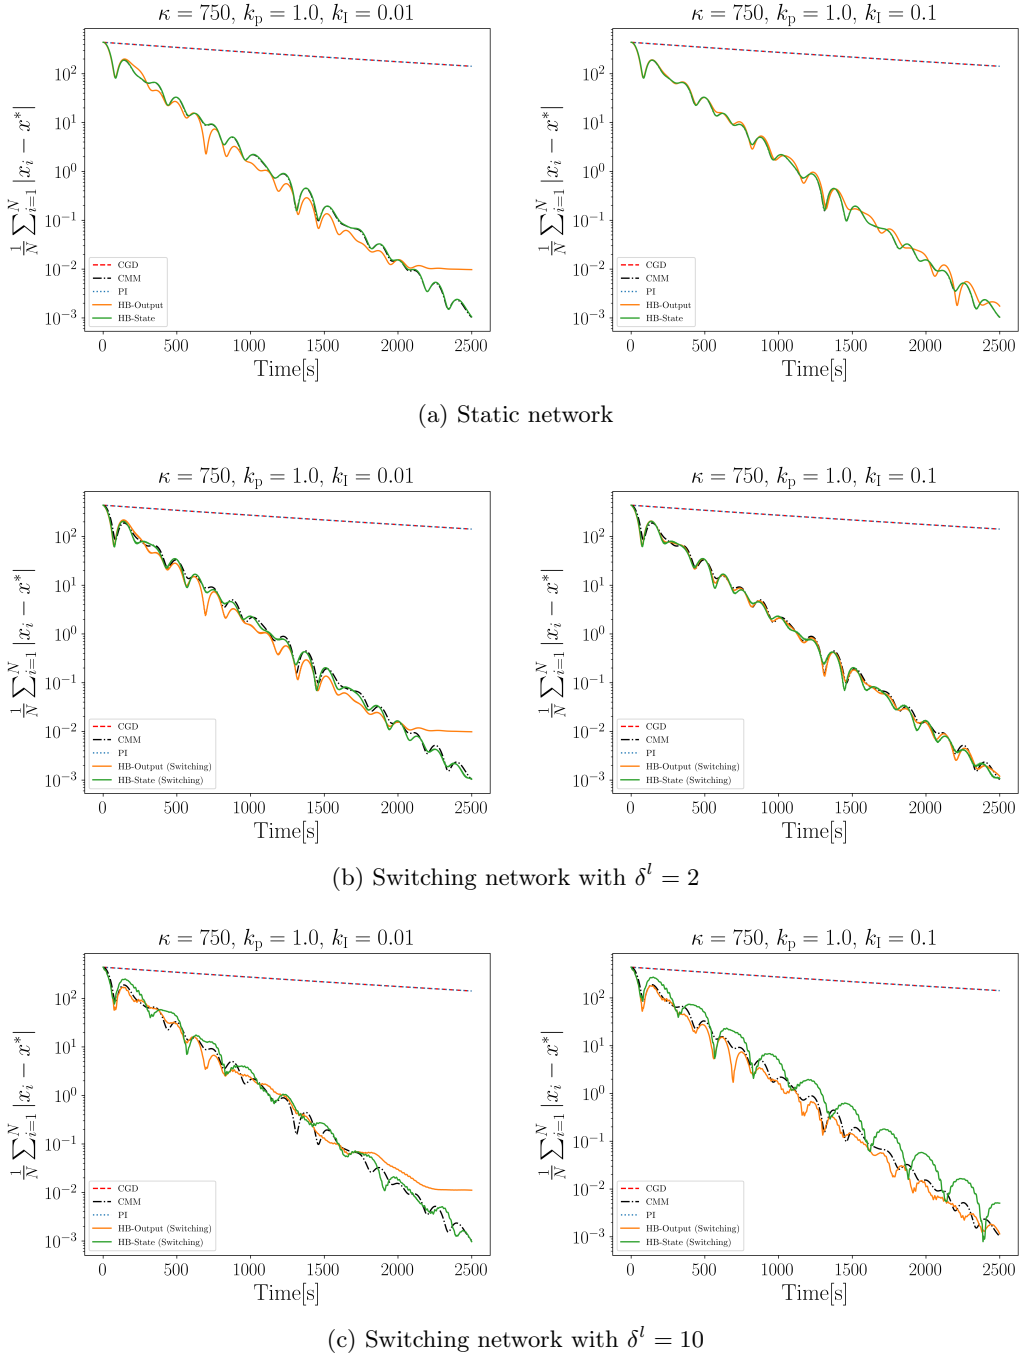 κ = 750, k_p = 1.0, k_I = 0.01
10^2
10^1
10^0
10^−1
10^−2
10^−3
1/N ∑_{i=1}^N |x_i − x*|
CGD
CMM
PI
HB-Output
HB-State
0 500 1000 1500 2000 2500
Time[s]
κ = 750, k_p = 1.0, k_I = 0.1
10^2
10^1
10^0
10^−1
10^−2
10^−3
1/N ∑_{i=1}^N |x_i − x*|
CGD
CMM
PI
HB-Output
HB-State
0 500 1000 1500 2000 2500
Time[s]
(a) Static network
κ = 750, k_p = 1.0, k_I = 0.01
10^2
10^1
10^0
10^−1
10^−2
10^−3
1/N ∑_{i=1}^N |x_i − x*|
CGD
CMM
PI
HB-Output (Switching)
HB-State (Switching)
0 500 1000 1500 2000 2500
Time[s]
κ = 750, k_p = 1.0, k_I = 0.1
10^2
10^1
10^0
10^−1
10^−2
10^−3
1/N ∑_{i=1}^N |x_i − x*|
CGD
CMM
PI
HB-Output (Switching)
HB-State (Switching)
0 500 1000 1500 2000 2500
Time[s]
(b) Switching network with δ^l = 2
κ = 750, k_p = 1.0, k_I = 0.01
10^2
10^1
10^0
10^−1
10^−2
10^−3
1/N ∑_{i=1}^N |x_i − x*|
CGD
CMM
PI
HB-Output (Switching)
HB-State (Switching)
0 500 1000 1500 2000 2500
Time[s]
κ = 750, k_p = 1.0, k_I = 0.1
10^2
10^1
10^0
10^−1
10^−2
10^−3
1/N ∑_{i=1}^N |x_i − x*|
CGD
CMM
PI
HB-Output (Switching)
HB-State (Switching)
0 500 1000 1500 2000 2500
Time[s]
(c) Switching network with δ^l = 10